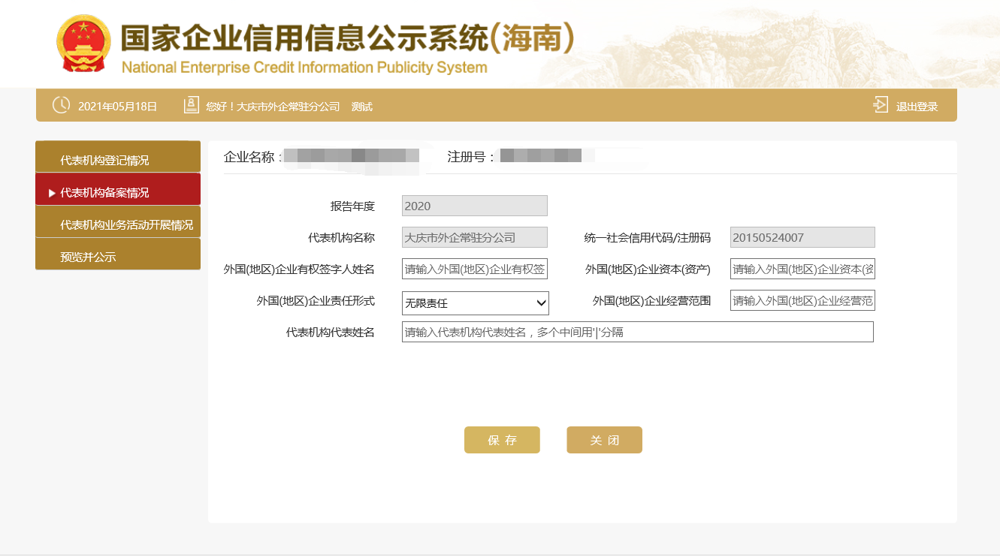 国家企业信用信息公示系统(海南)
National Enterprise Credit Information Publicity System
2021年05月18日 您好！大庆市外企常驻分公司 测试 退出登录
代表机构登记情况
代表机构备案情况
代表机构业务活动开展情况
预览并公示
企业名称： 注册号：
报告年度 2020
代表机构名称 大庆市外企常驻分公司 统一社会信用代码/注册码 20150524007
外国(地区)企业有权签字人姓名 请输入外国(地区)企业有权签 外国(地区)企业资本(资产) 请输入外国(地区)企业资本(资
外国(地区)企业责任形式 无限责任 外国(地区)企业经营范围 请输入外国(地区)企业经营范
代表机构代表姓名 请输入代表机构代表姓名，多个中间用'|'分隔
保 存 关 闭